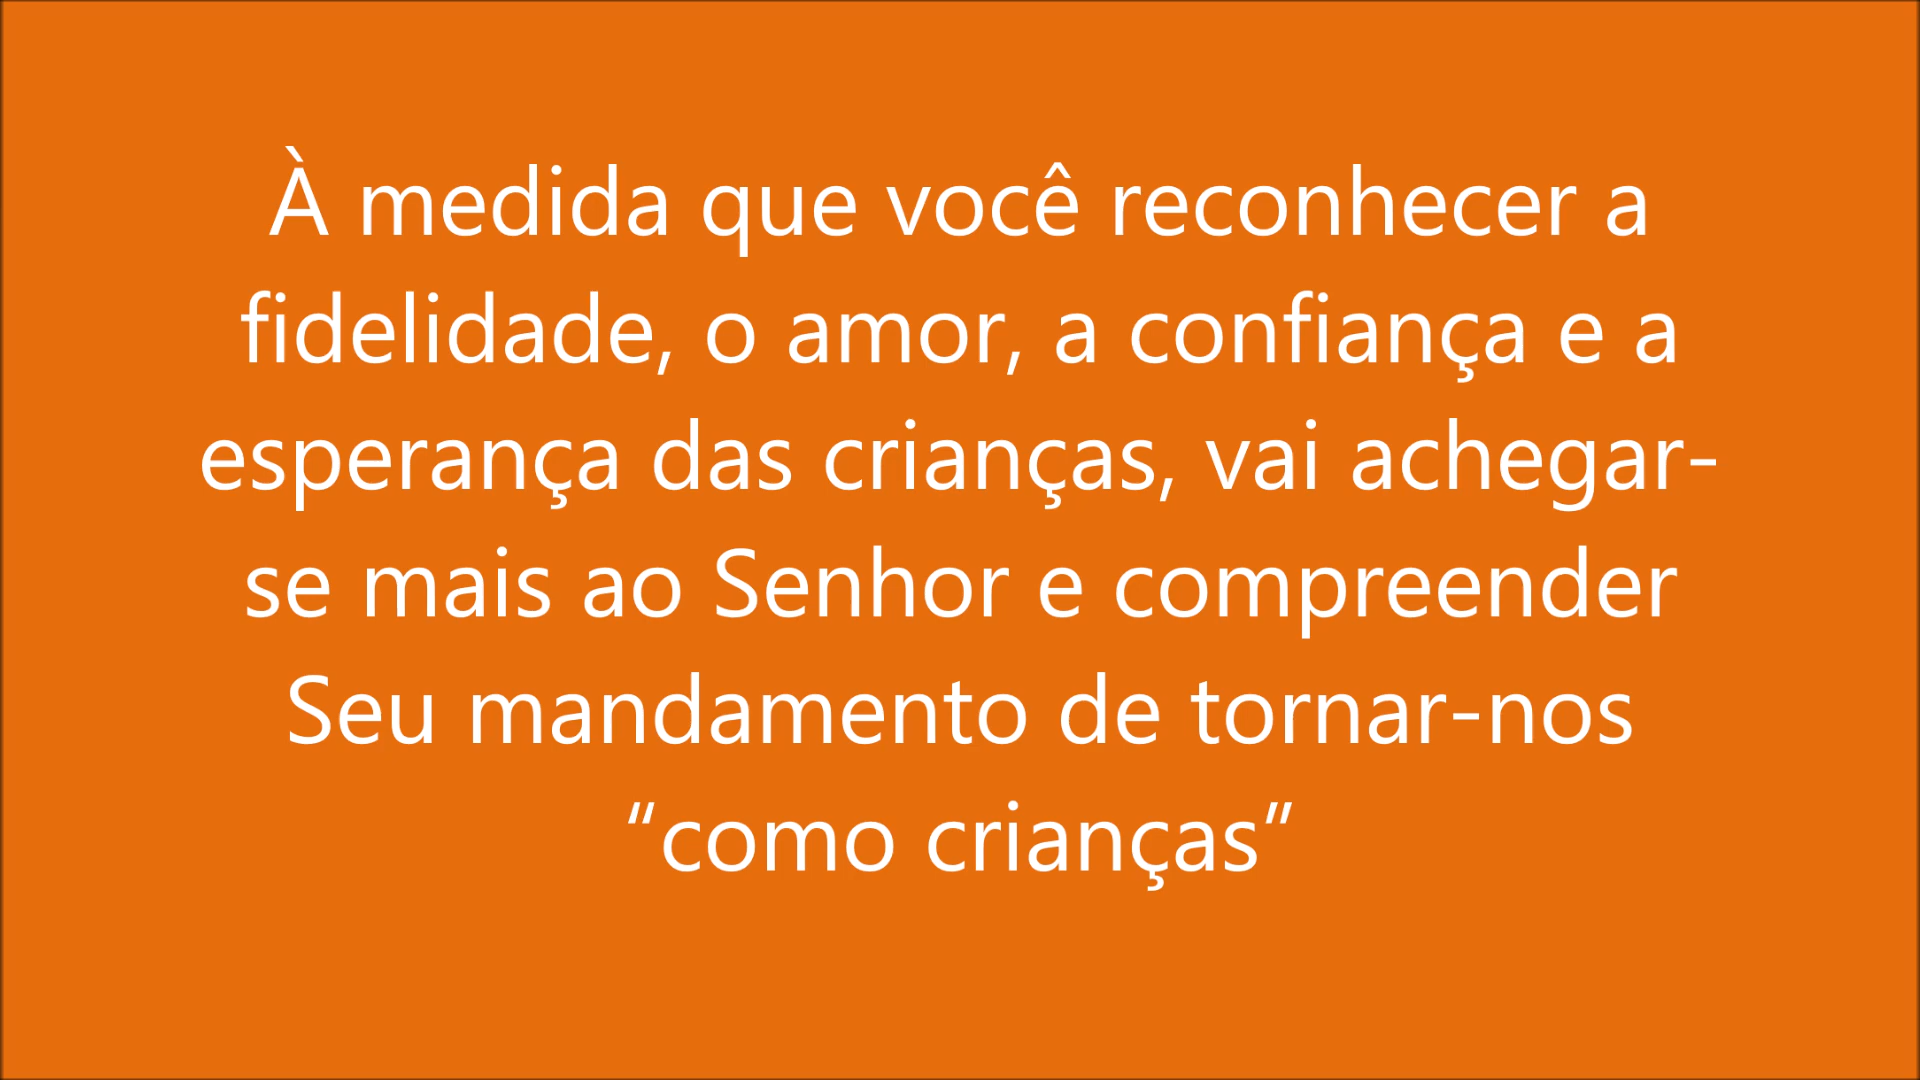 À medida que você reconhecer a
fidelidade, o amor, a confiança e a
esperança das crianças, vai achegar-
se mais ao Senhor e compreender
Seu mandamento de tornar-nos
“como crianças”